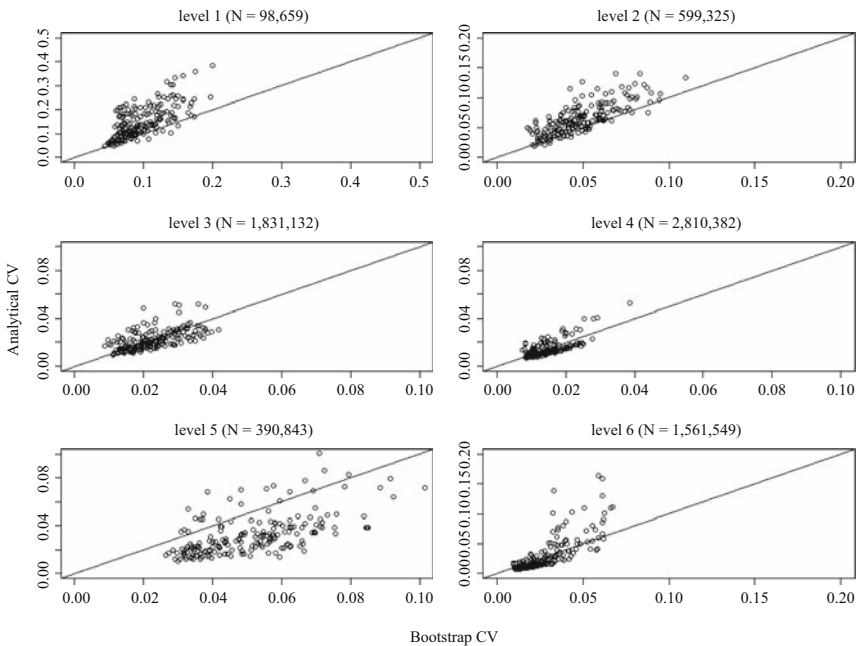 level 1 (N = 98,659)
level 2 (N = 599,325)
0.0 0.1 0.2 0.3 0.4 0.5
0.00 0.05 0.10 0.15 0.20
0.0 0.1 0.2 0.3 0.4 0.5
0.00 0.05 0.10 0.15 0.20
level 3 (N = 1,831,132)
level 4 (N = 2,810,382)
Analytical CV
0.00 0.04 0.08
0.00 0.04 0.08
0.00 0.02 0.04 0.06 0.08 0.10
0.00 0.02 0.04 0.06 0.08 0.10
level 5 (N = 390,843)
level 6 (N = 1,561,549)
0.00 0.04 0.08
0.00 0.05 0.10 0.15 0.20
0.00 0.02 0.04 0.06 0.08 0.10
0.00 0.05 0.10 0.15 0.20
Bootstrap CV